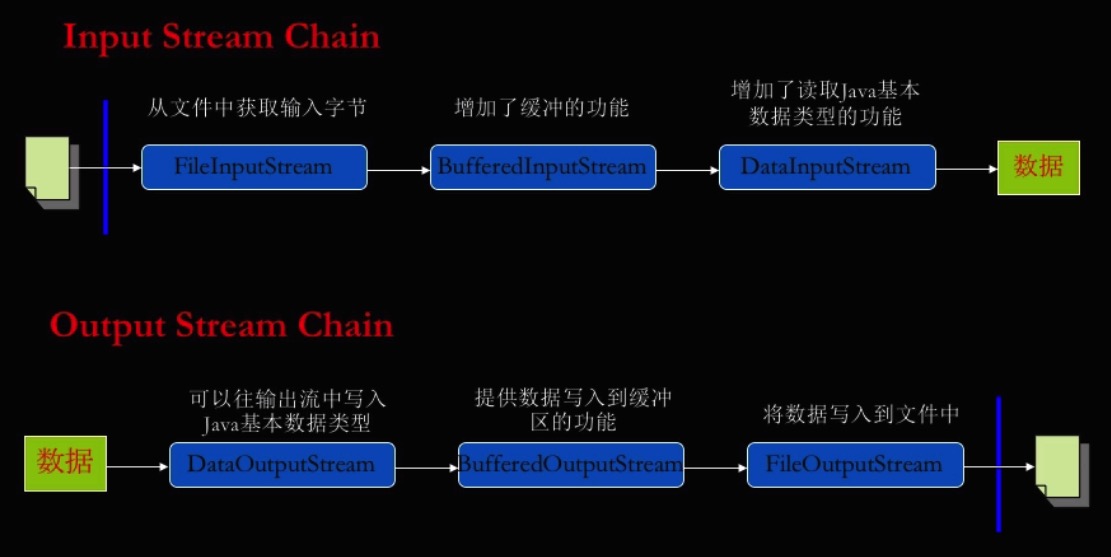 Input Stream Chain
从文件中获取输入字节
增加了缓冲的功能
增加了读取Java基本
数据类型的功能
FileInputStream
BufferedInputStream
DataInputStream
数据
Output Stream Chain
可以往输出流中写入
Java基本数据类型
提供数据写入到缓冲
区的功能
将数据写入到文件中
数据
DataOutputStream
BufferedOutputStream
FileOutputStream